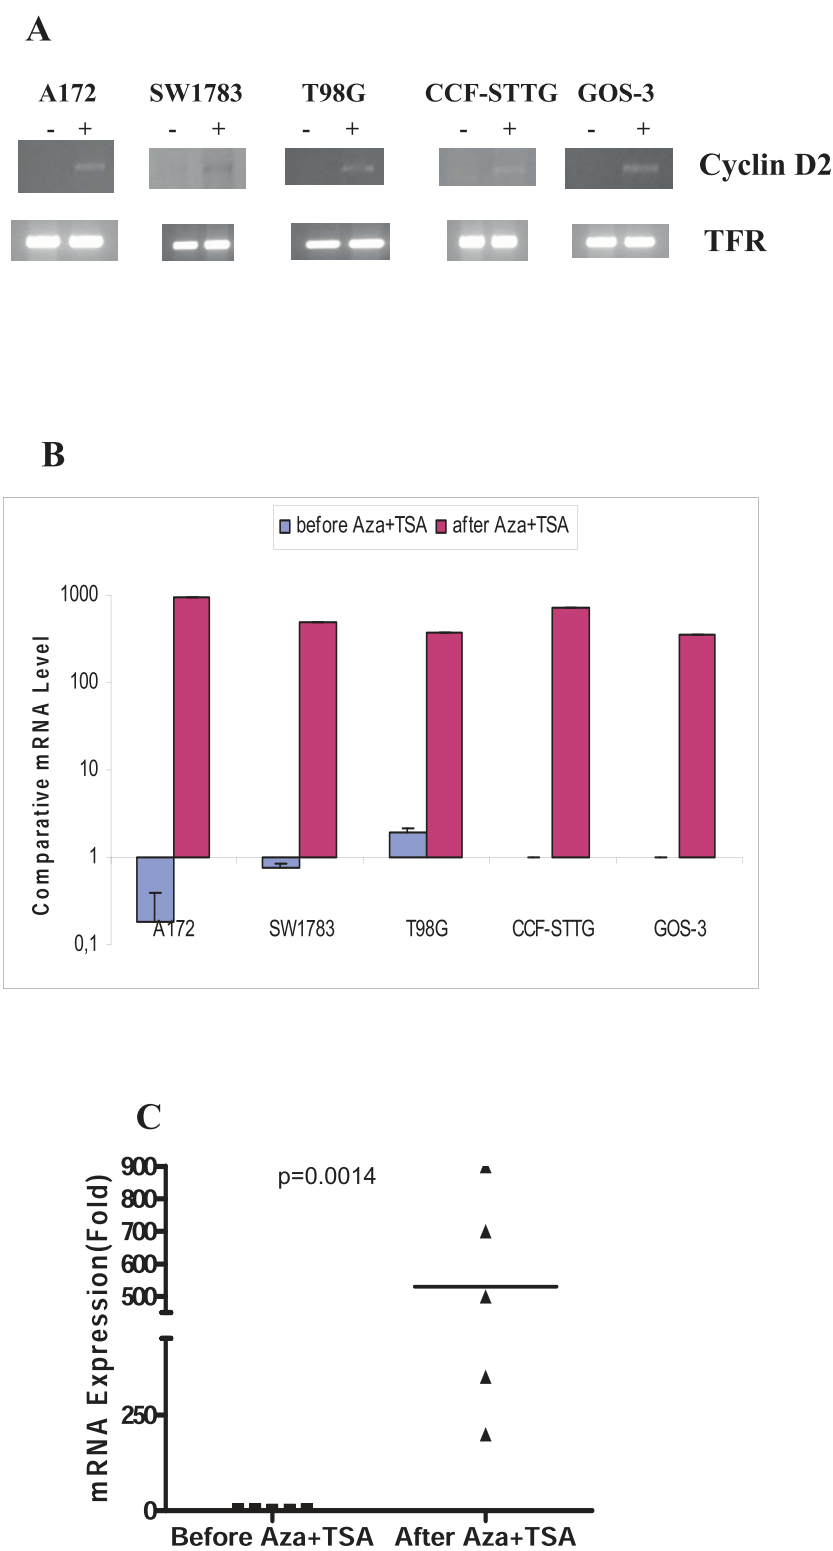 A
A172 SW1783 T98G CCF-STTG GOS-3
- + - + - + - + - +
Cyclin D2
TFR
B
before Aza+TSA after Aza+TSA
Comparative mRNA Level
1000
100
10
1
0,1
A172 SW1783 T98G CCF-STTG GOS-3
C
mRNA Expression(Fold)
p=0.0014
900
800
700
600
500
250
0
Before Aza+TSA After Aza+TSA